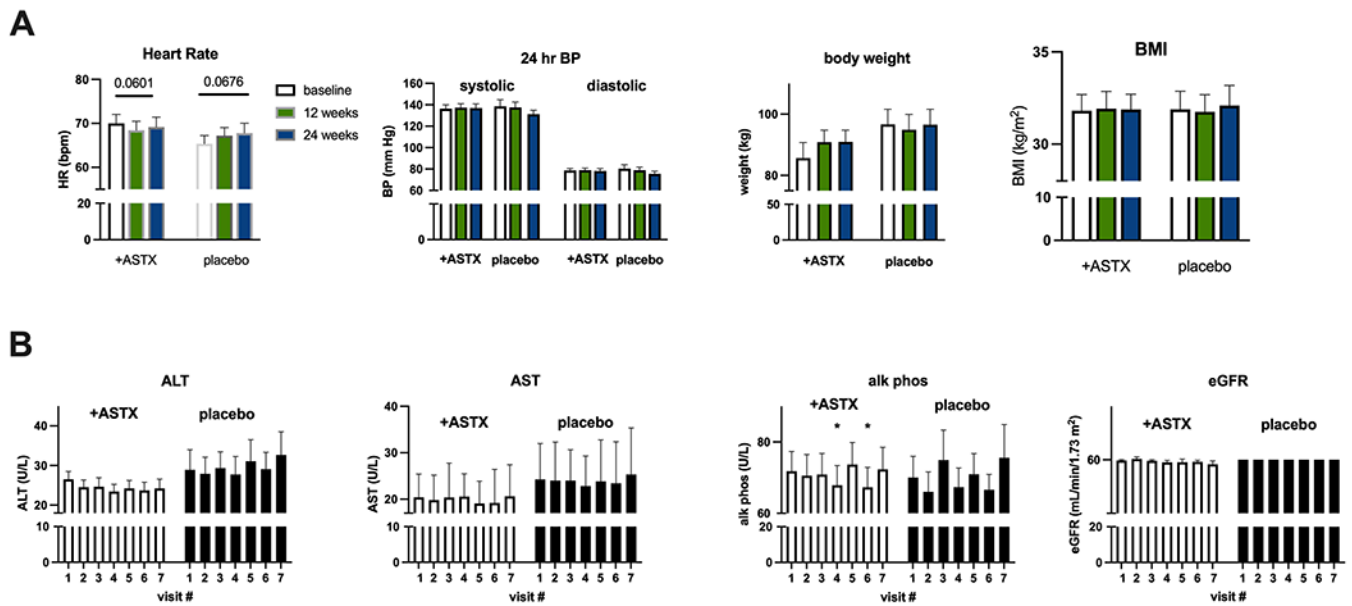 A
Heart Rate
0.0601
0.0676
80
70
60
20
0
HR (bpm)
+ASTX
placebo
baseline
12 weeks
24 weeks
24 hr BP
systolic
diastolic
160
140
120
100
80
60
40
20
0
BP (mm Hg)
+ASTX
placebo
+ASTX
placebo
body weight
100
80
50
0
weight (kg)
+ASTX
placebo
BMI
35
30
10
0
BMI (kg/m²)
+ASTX
placebo
B
ALT
+ASTX
placebo
40
30
20
10
0
ALT (U/L)
1 2 3 4 5 6 7
1 2 3 4 5 6 7
visit #
AST
+ASTX
placebo
40
30
20
10
0
AST (U/L)
1 2 3 4 5 6 7
1 2 3 4 5 6 7
visit #
alk phos
+ASTX
placebo
* *
80
60
20
0
alk phos (U/L)
1 2 3 4 5 6 7
1 2 3 4 5 6 7
visit #
eGFR
+ASTX
placebo
60
20
0
eGFR (mL/min/1.73 m²)
1 2 3 4 5 6 7
1 2 3 4 5 6 7
visit #